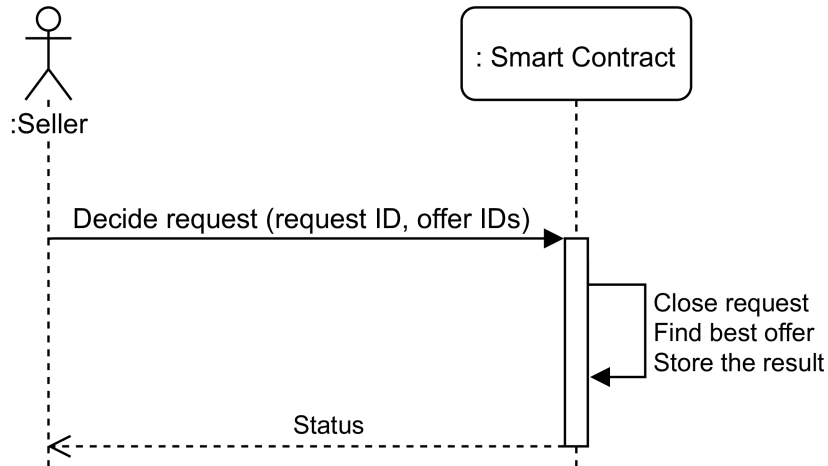 : Smart Contract
:Seller
Decide request (request ID, offer IDs)
Close request
Find best offer
Store the result
Status